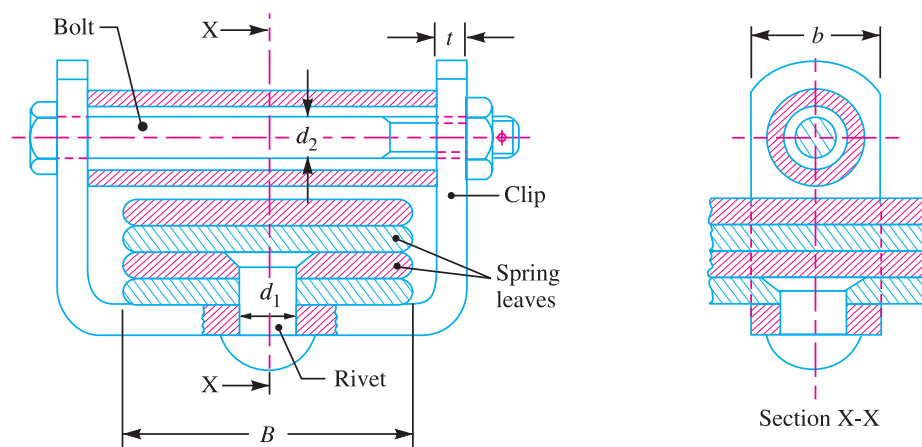 X
t
b
Bolt
d₂
Clip
Spring
leaves
d₁
X
Rivet
B
Section X-X